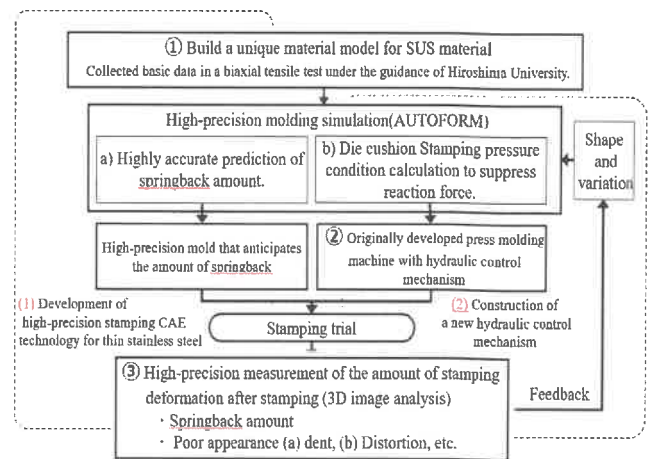 ① Build a unique material model for SUS material
Collected basic data in a biaxial tensile test under the guidance of Hiroshima University.
High-precision molding simulation(AUTOFORM)
a) Highly accurate prediction of
springback amount.
b) Die cushion Stamping pressure
condition calculation to suppress
reaction force.
Shape
and
variation
High-precision mold that anticipates
the amount of springback
② Originally developed press molding
machine with hydraulic control
mechanism
(1) Development of
high-precision stamping CAE
technology for thin stainless steel
Stamping trial
(2) Construction of
a new hydraulic control
mechanism
③ High-precision measurement of the amount of stamping
deformation after stamping (3D image analysis)
・Springback amount
・Poor appearance (a) dent, (b) Distortion, etc.
Feedback